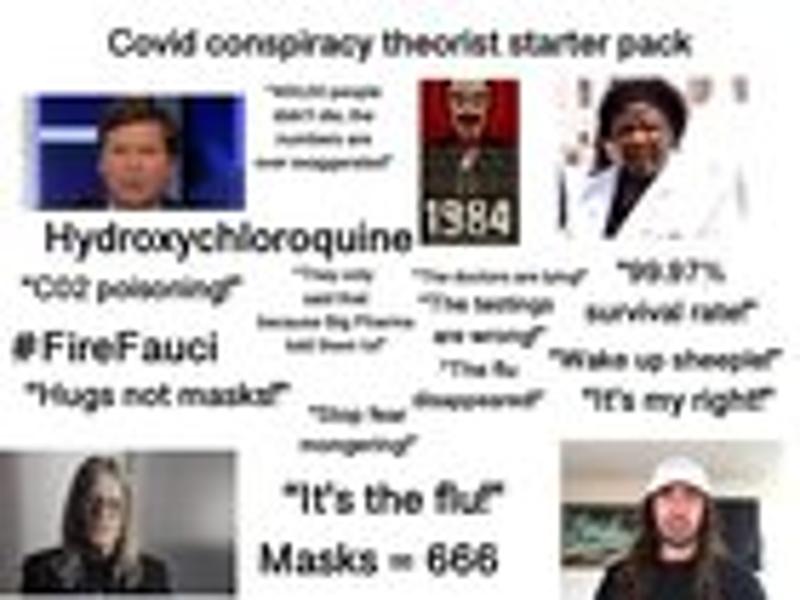 Covid conspiracy theorist starter pack
people
didn't die, the
numbers are
over exaggerated"
1984
Hydroxychloroquine
"CO2 poisoning!"
"They only
said that
because Big Pharma
told them to!"
"The doctors are lying!"
"The testings
are wrong!"
"99.97%
survival rate!"
#FireFauci
"The flu
disappeared!"
"Wake up sheeple!"
"Hugs not masks!"
"It's my right!"
"Stop fear
mongering!"
"It's the flu!"
Masks = 666